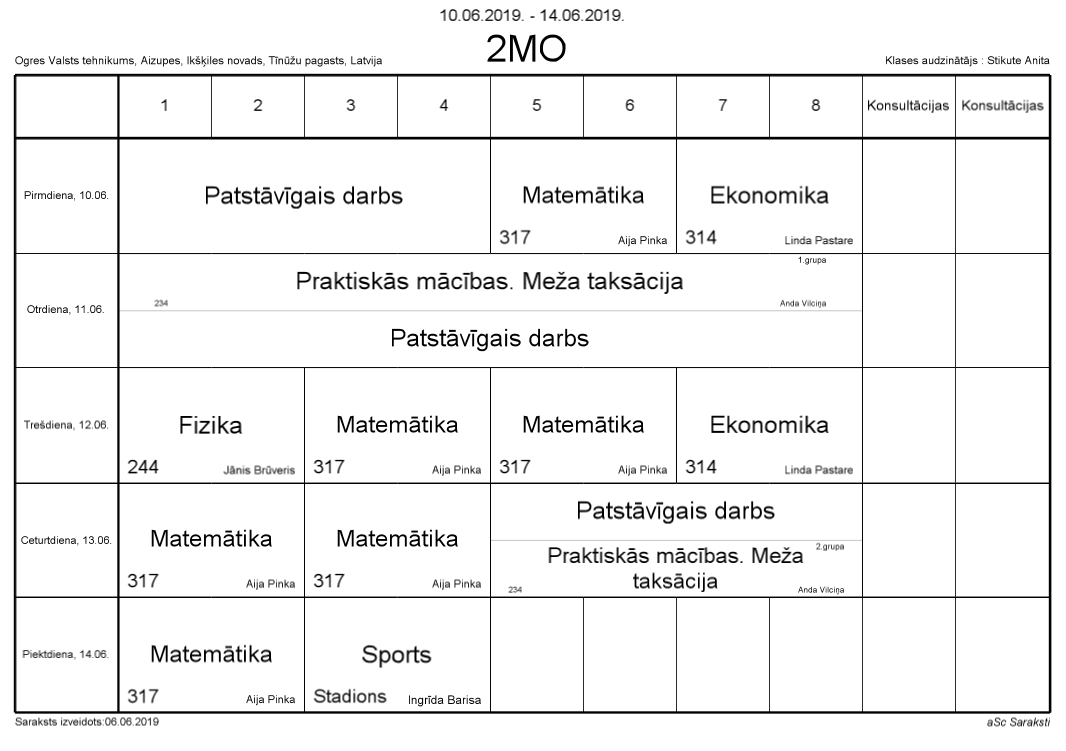 10.06.2019. - 14.06.2019.
2MO
Ogres Valsts tehnikums, Aizupes, Ikšķiles novads, Tīnūžu pagasts, Latvija
Klases audzinātājs : Stikute Anita
1 2 3 4 5 6 7 8 Konsultācijas Konsultācijas
Pirmdiena, 10.06.
Patstāvīgais darbs
Matemātika
317 Aija Pinka
Ekonomika
314 Linda Pastare
Otrdiena, 11.06.
1.grupa
Praktiskās mācības. Meža taksācija
234 Anda Vilciņa
Patstāvīgais darbs
Trešdiena, 12.06.
Fizika
244 Jānis Brūveris
Matemātika
317 Aija Pinka
Matemātika
317 Aija Pinka
Ekonomika
314 Linda Pastare
Ceturtdiena, 13.06.
Matemātika
317 Aija Pinka
Matemātika
317 Aija Pinka
Patstāvīgais darbs
2.grupa
Praktiskās mācības. Meža
taksācija
234 Anda Vilciņa
Piektdiena, 14.06.
Matemātika
317 Aija Pinka
Sports
Stadions Ingrīda Barisa
Saraksts izveidots:06.06.2019
aSc Saraksti